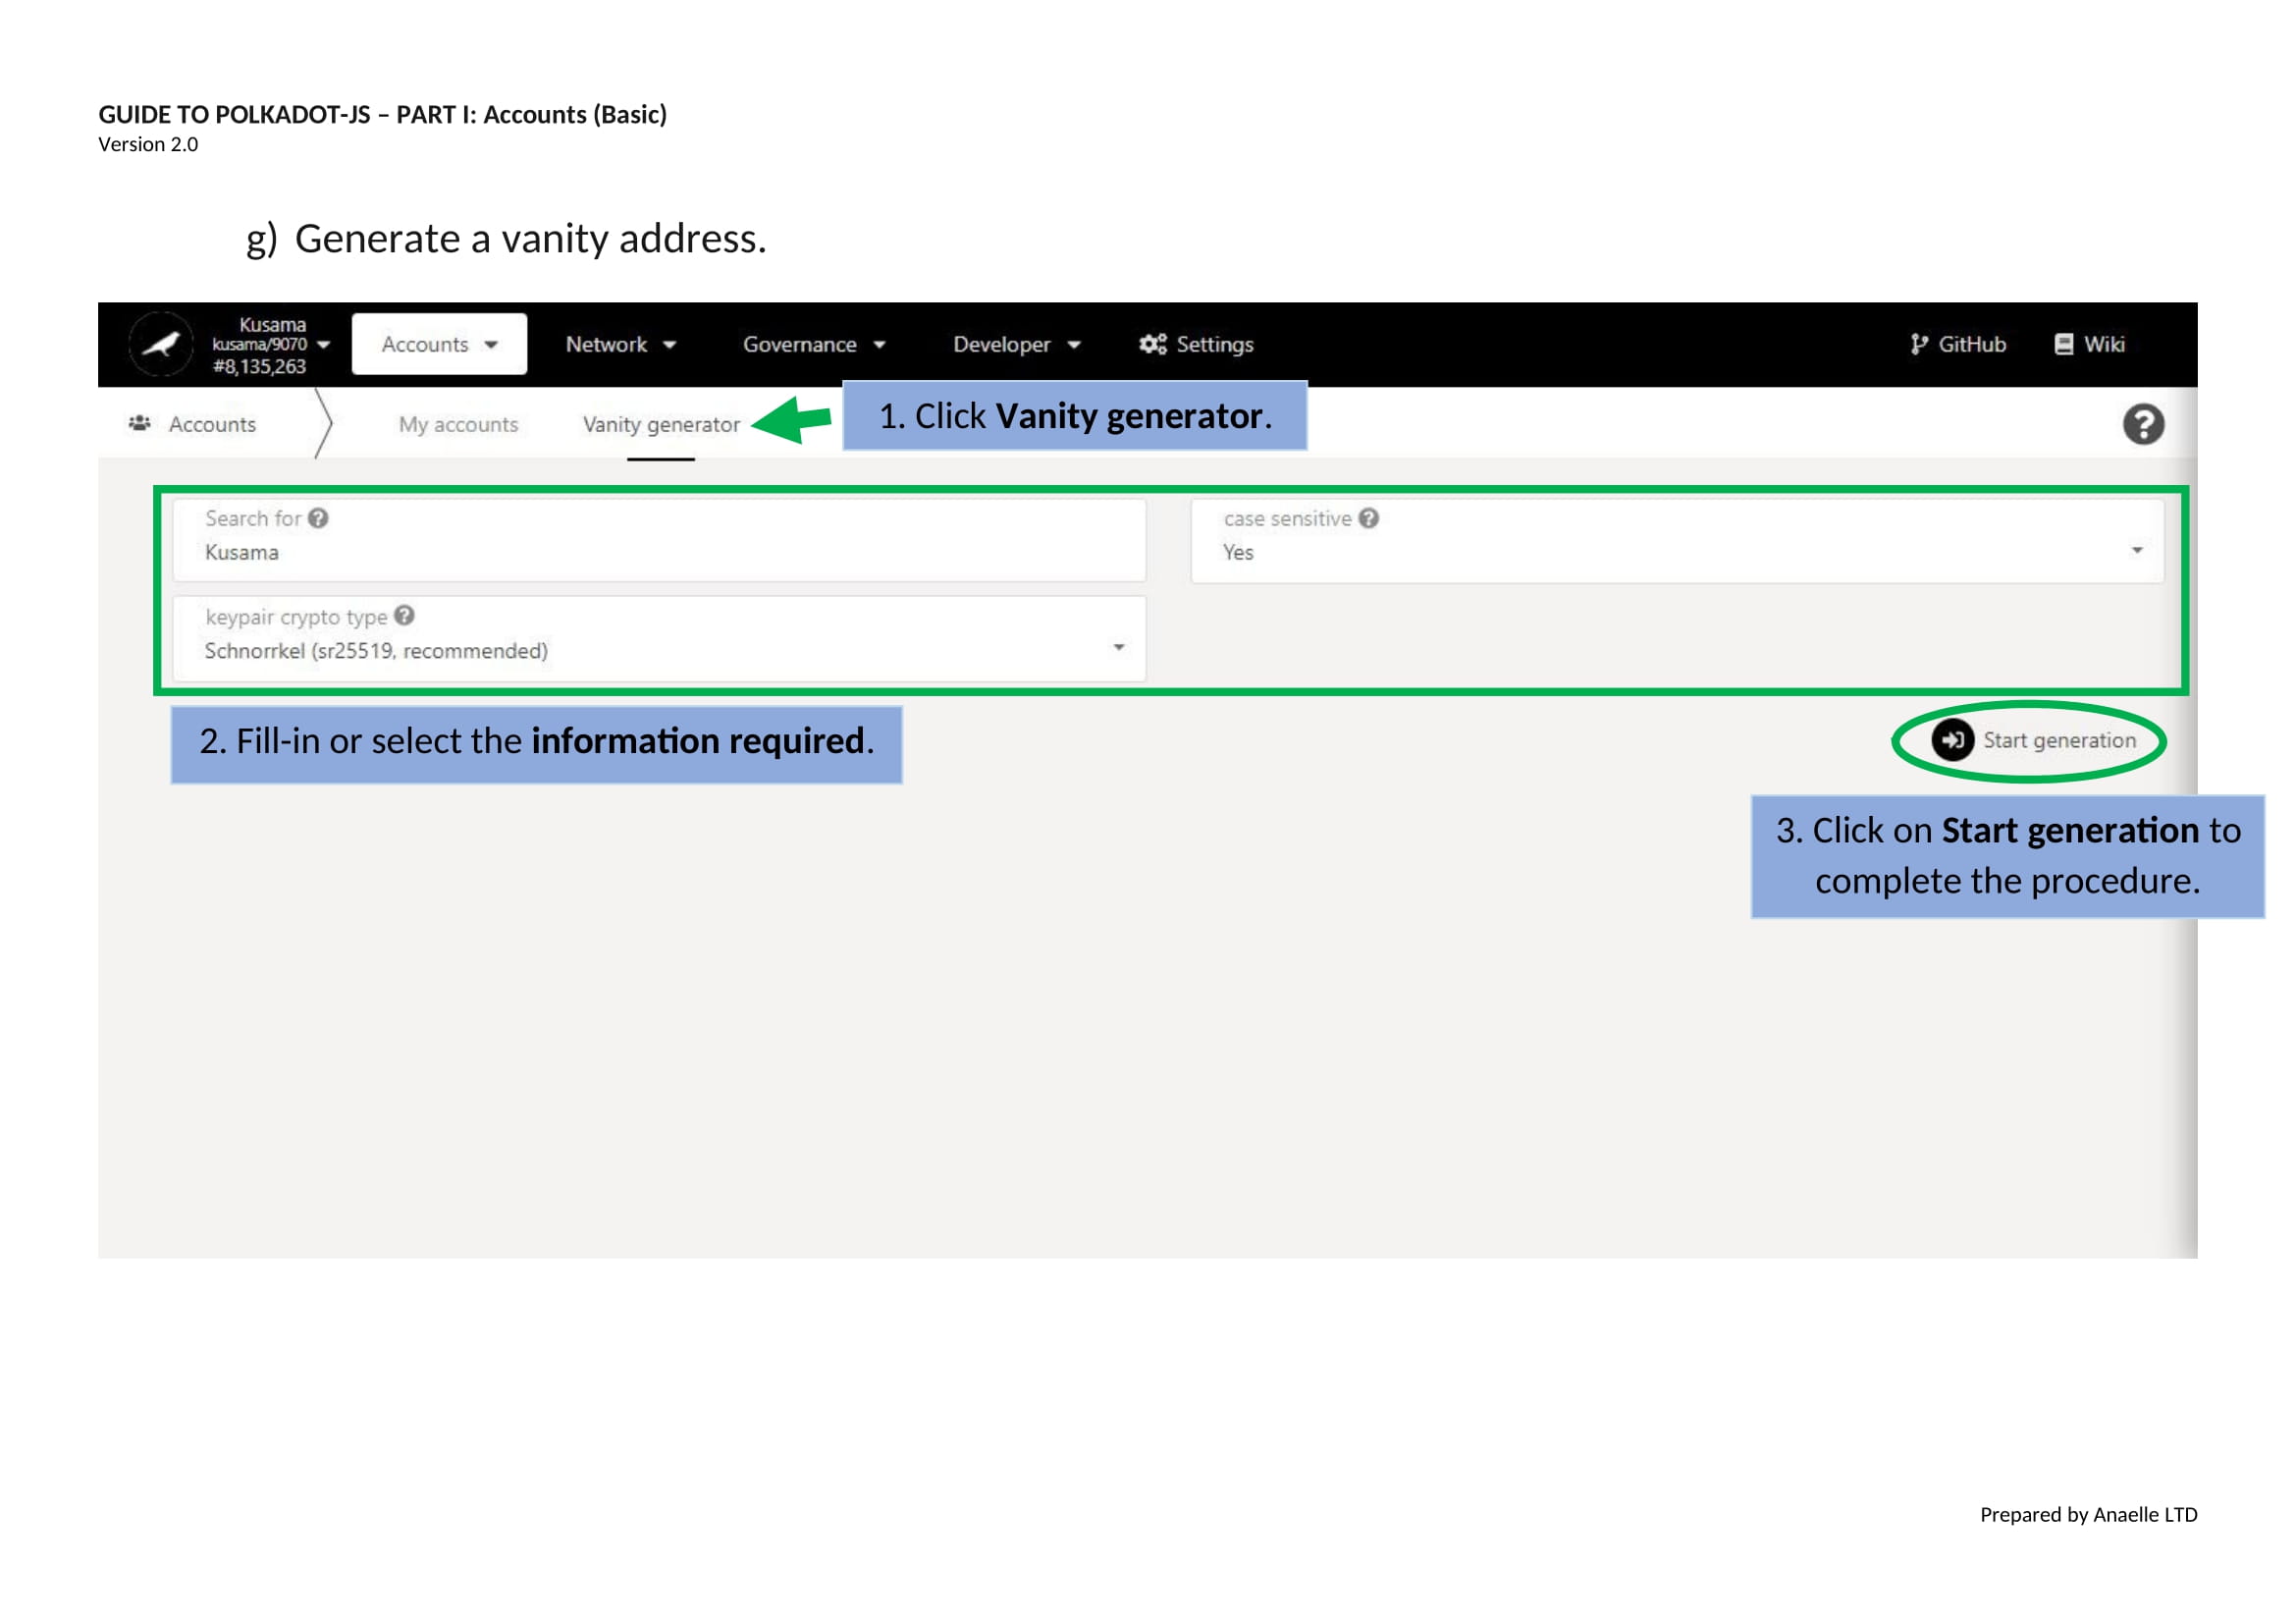 GUIDE TO POLKADOT-JS – PART I: Accounts (Basic)
Version 2.0
g) Generate a vanity address.
Kusama
kusama/9070
#8,135,263
Accounts
Network
Governance
Developer
Settings
GitHub
Wiki
Accounts
My accounts
Vanity generator
1. Click Vanity generator.
Search for
Kusama
case sensitive
Yes
keypair crypto type
Schnorrkel (sr25519, recommended)
2. Fill-in or select the information required.
Start generation
3. Click on Start generation to
complete the procedure.
Prepared by Anaelle LTD